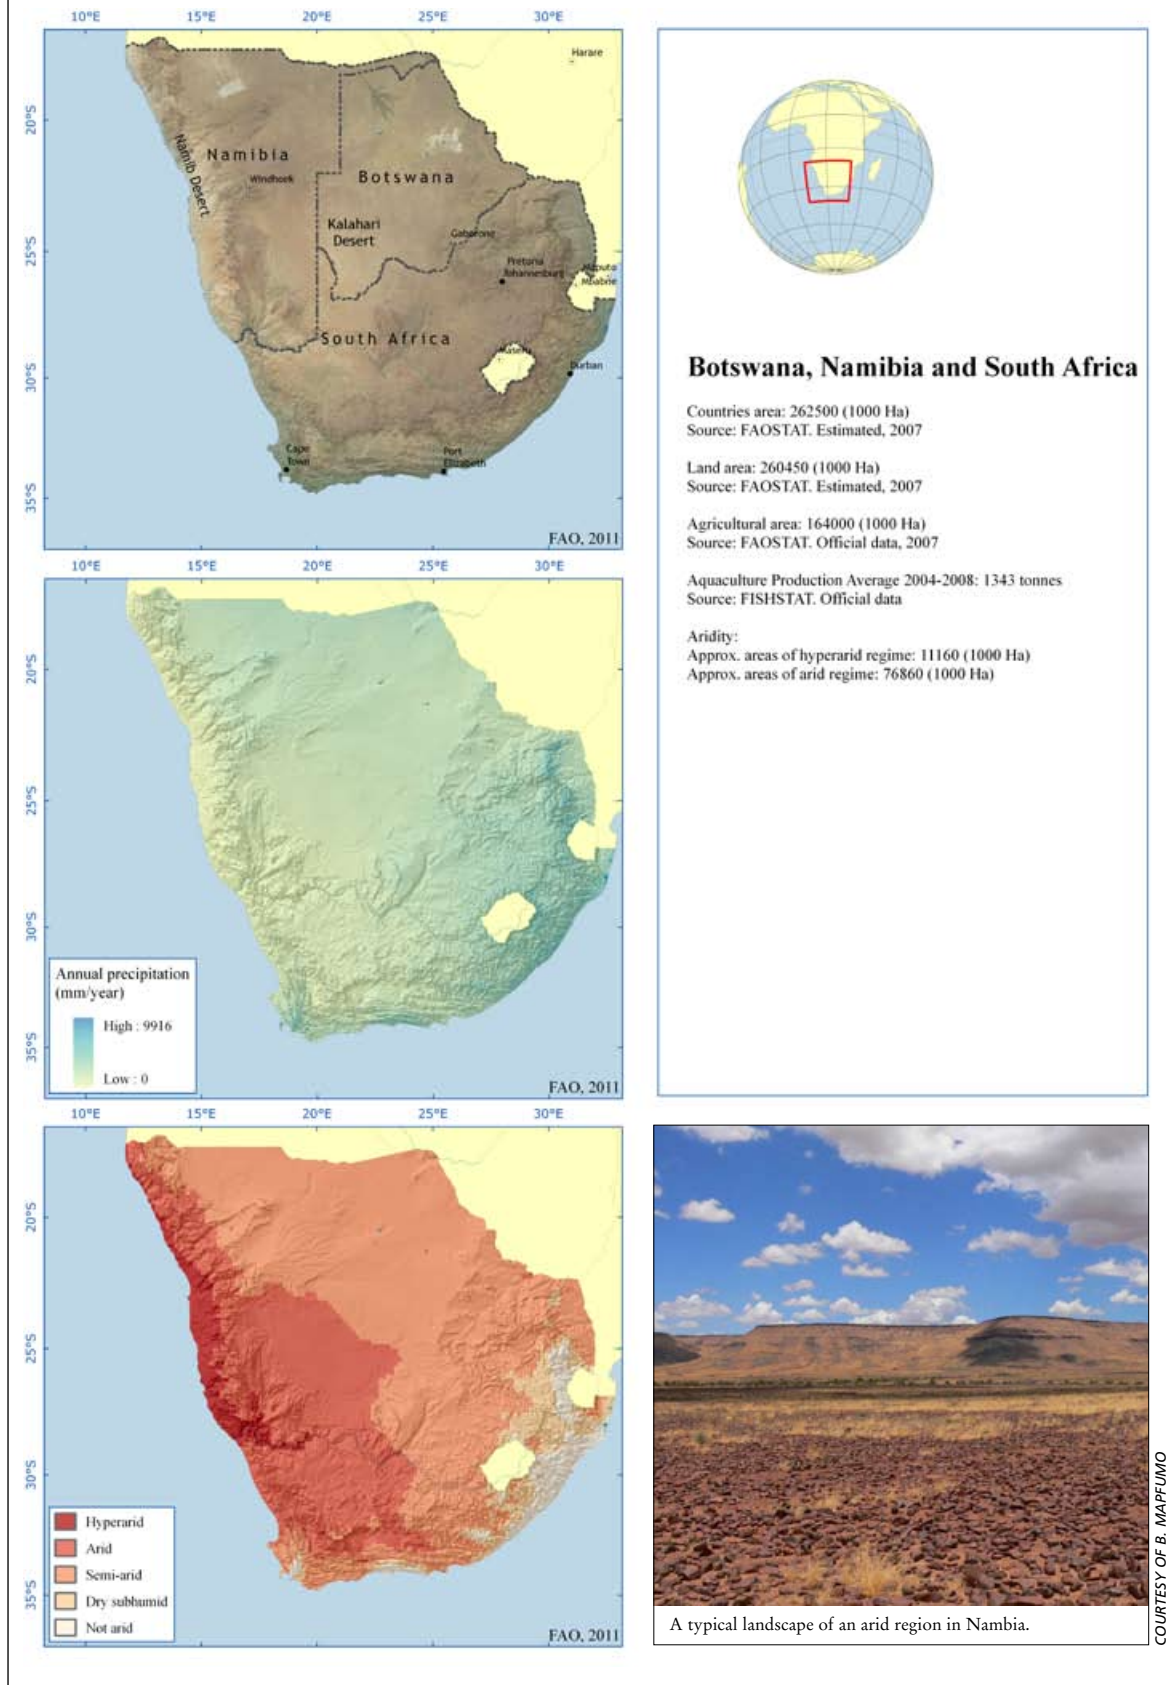 10°E 15°E 20°E 25°E 30°E
20°S
25°S
30°S
35°S
Harare
Namib Desert
Namibia
Windhoek
Botswana
Kalahari
Desert
Gaborone
Pretoria
Johannesburg
Maputo
Mbabne
South Africa
Maseru
Durban
Cape
Town
Port
Elizabeth
FAO, 2011
10°E 15°E 20°E 25°E 30°E
20°S
25°S
30°S
35°S
Annual precipitation
(mm/year)
High : 9916
Low : 0
FAO, 2011
10°E 15°E 20°E 25°E 30°E
20°S
25°S
30°S
35°S
Hyperarid
Arid
Semi-arid
Dry subhumid
Not arid
FAO, 2011
Botswana, Namibia and South Africa
Countries area: 262500 (1000 Ha)
Source: FAOSTAT. Estimated, 2007
Land area: 260450 (1000 Ha)
Source: FAOSTAT. Estimated, 2007
Agricultural area: 164000 (1000 Ha)
Source: FAOSTAT. Official data, 2007
Aquaculture Production Average 2004-2008: 1343 tonnes
Source: FISHSTAT. Official data
Aridity:
Approx. areas of hyperarid regime: 11160 (1000 Ha)
Approx. areas of arid regime: 76860 (1000 Ha)
A typical landscape of an arid region in Nambia.
COURTESY OF B. MAPFUMO